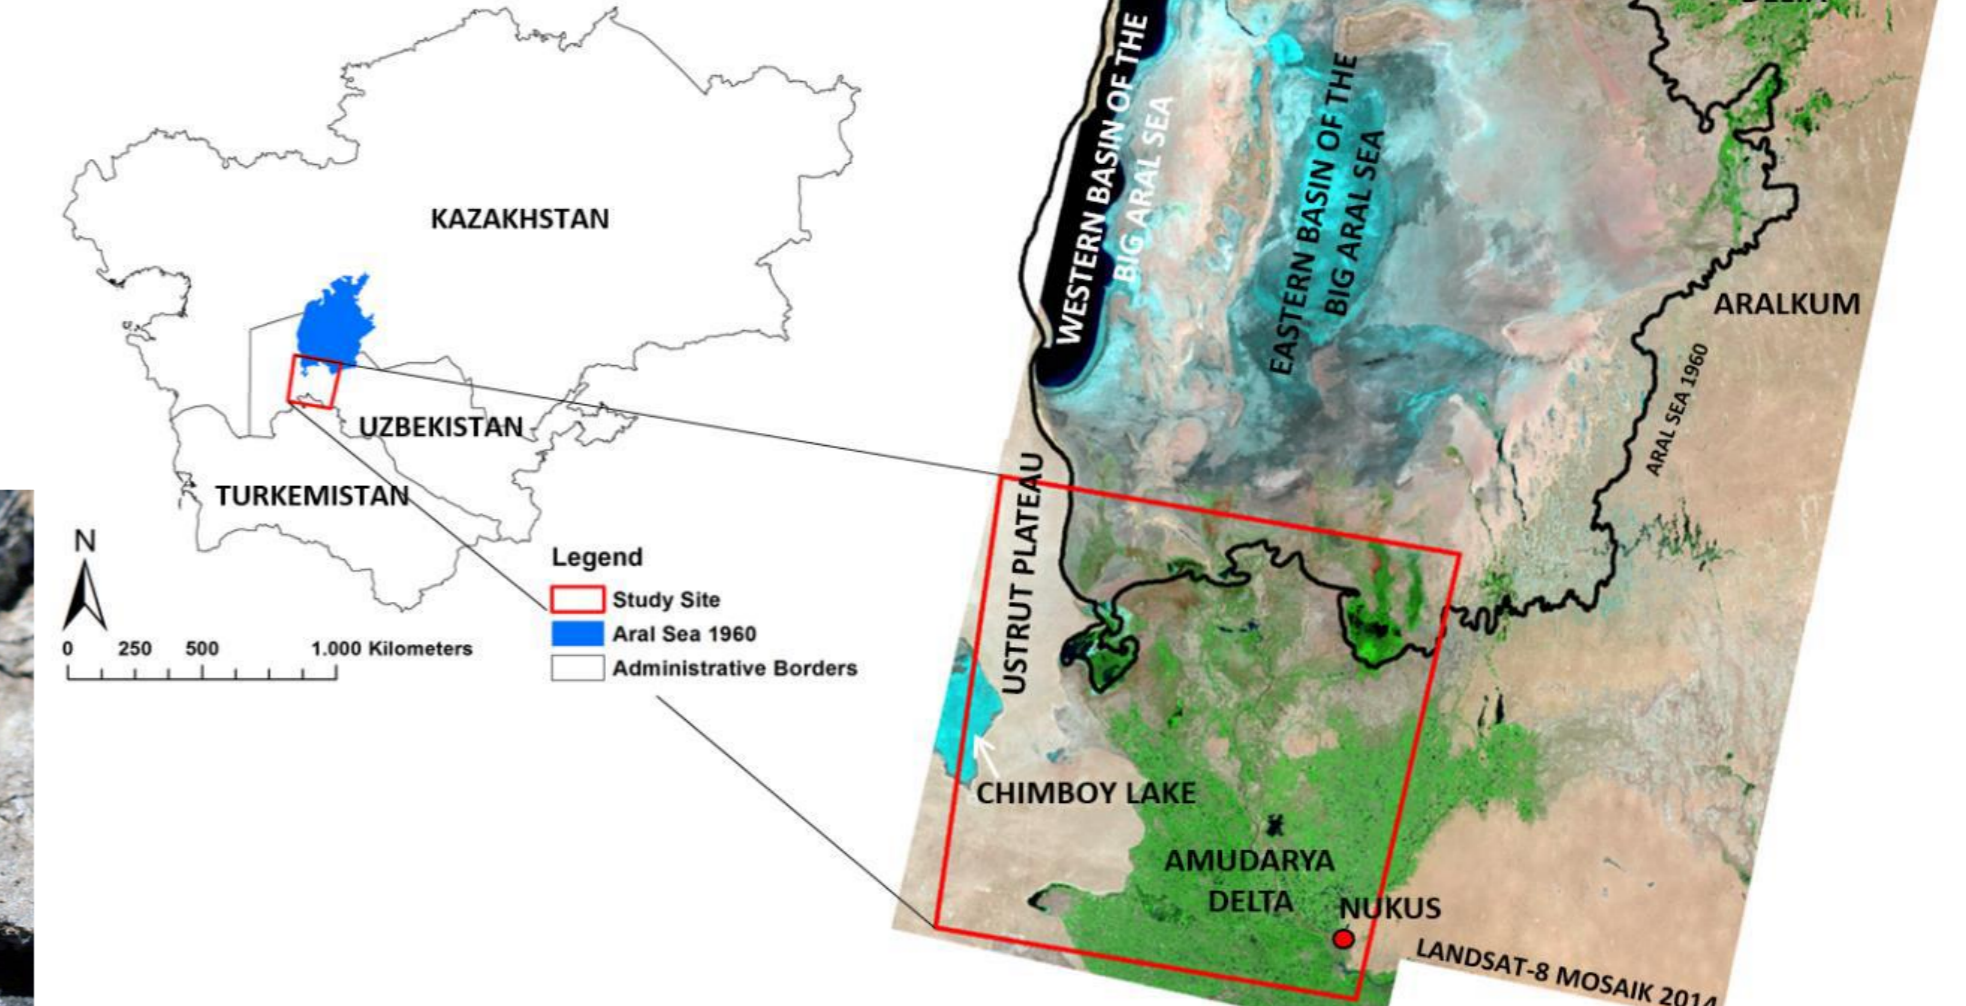 KAZAKHSTAN
UZBEKISTAN
TURKEMISTAN
N
0 250 500 1.000 Kilometers
Legend
Study Site
Aral Sea 1960
Administrative Borders
WESTERN BASIN OF THE
BIG ARAL SEA
EASTERN BASIN OF THE
BIG ARAL SEA
ARALKUM
ARAL SEA 1960
USTRUT PLATEAU
CHIMBOY LAKE
AMUDARYA
DELTA
NUKUS
LANDSAT-8 MOSAIK 2014